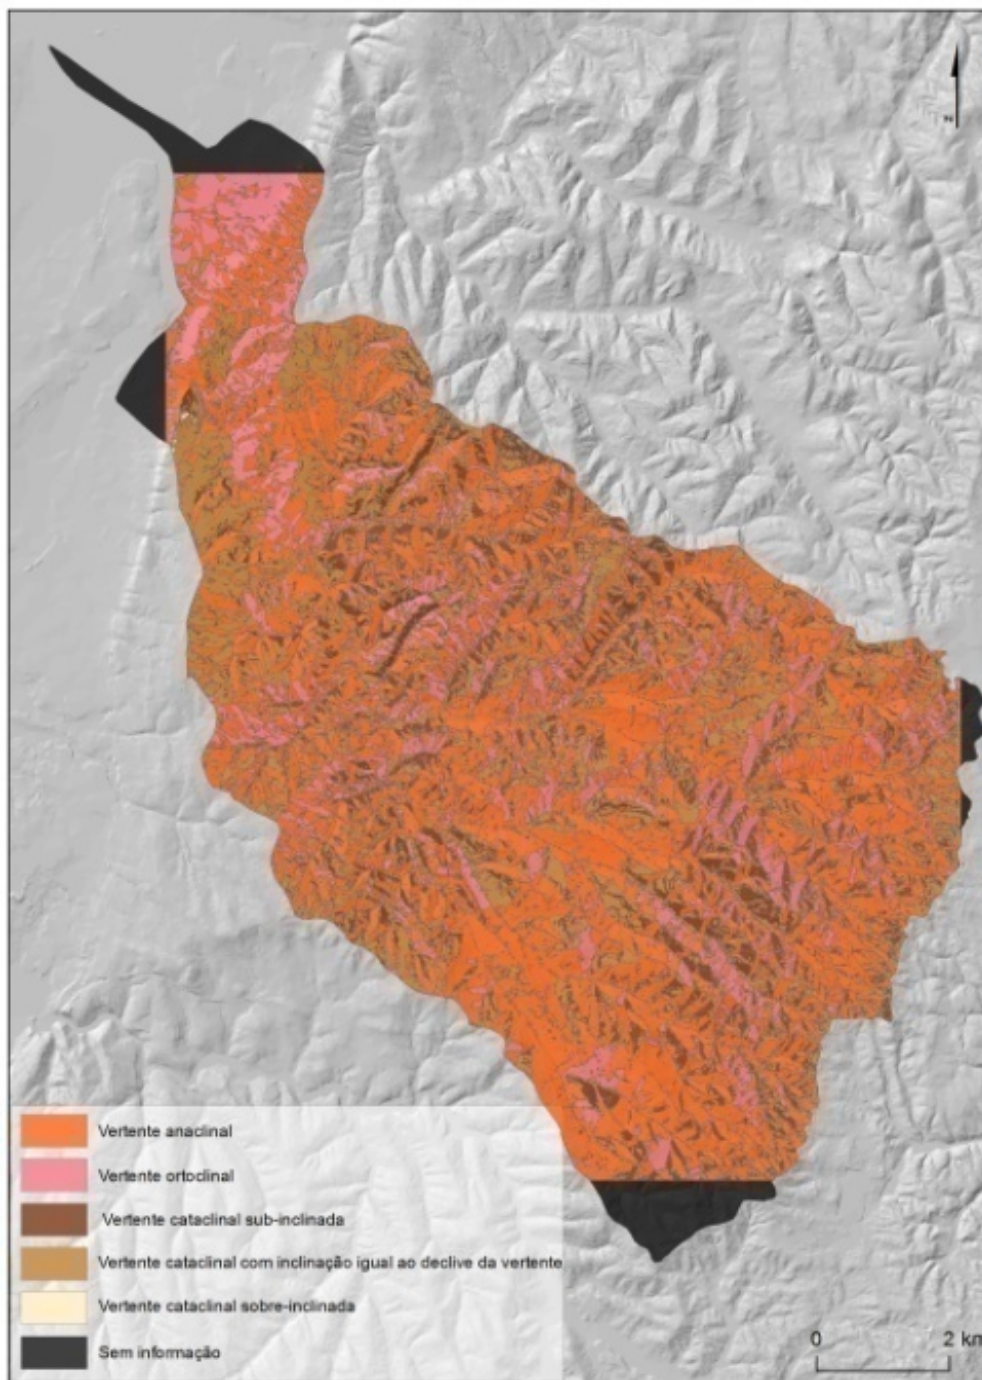 N
Vertente anaclinal
Vertente ortoclinal
Vertente cataclinal sub-inclinada
Vertente cataclinal com inclinação igual ao declive da vertente
Vertente cataclinal sobre-inclinada
Sem informação
0 2 km